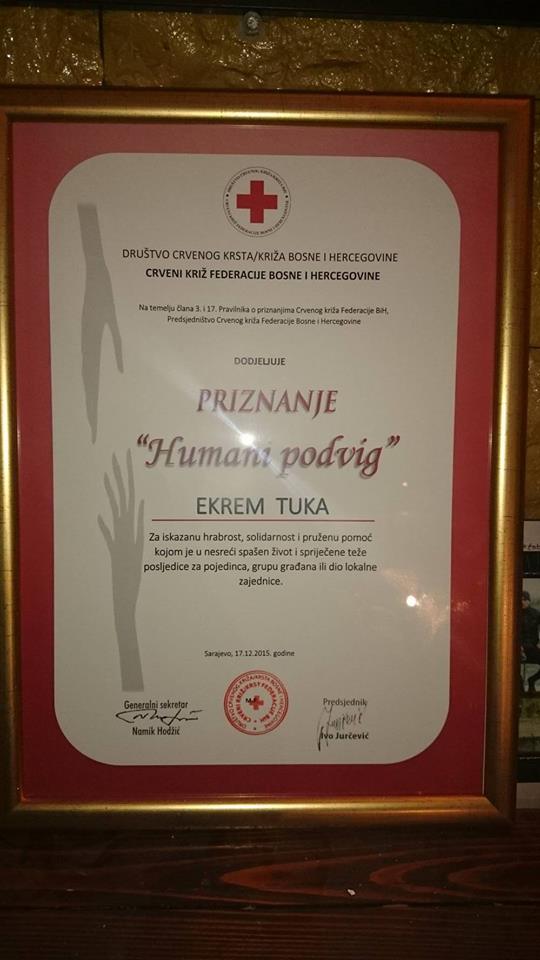 DRUŠTVO CRVENOG KRSTA/KRIŽA BOSNE I HERCEGOVINE
CRVENI KRIŽ FEDERACIJE BOSNE I HERCEGOVINE
Na temelju člana 3. i 17. Pravilnika o priznanjima Crvenog križa Federacije BiH,
Predsjedništvo Crvenog križa Federacije Bosne i Hercegovine
DODJELJUJE
PRIZNANJE
“Humani podvig”
EKREM TUKA
Za iskazanu hrabrost, solidarnost i pruženu pomoć
kojom je u nesreći spašen život i spriječene teže
posljedice za pojedinca, grupu građana ili dio lokalne
zajednice.
Sarajevo, 17.12.2015. godine
Generalni sekretar
Namik Hodžić
Predsjednik
Ivo Jurčević